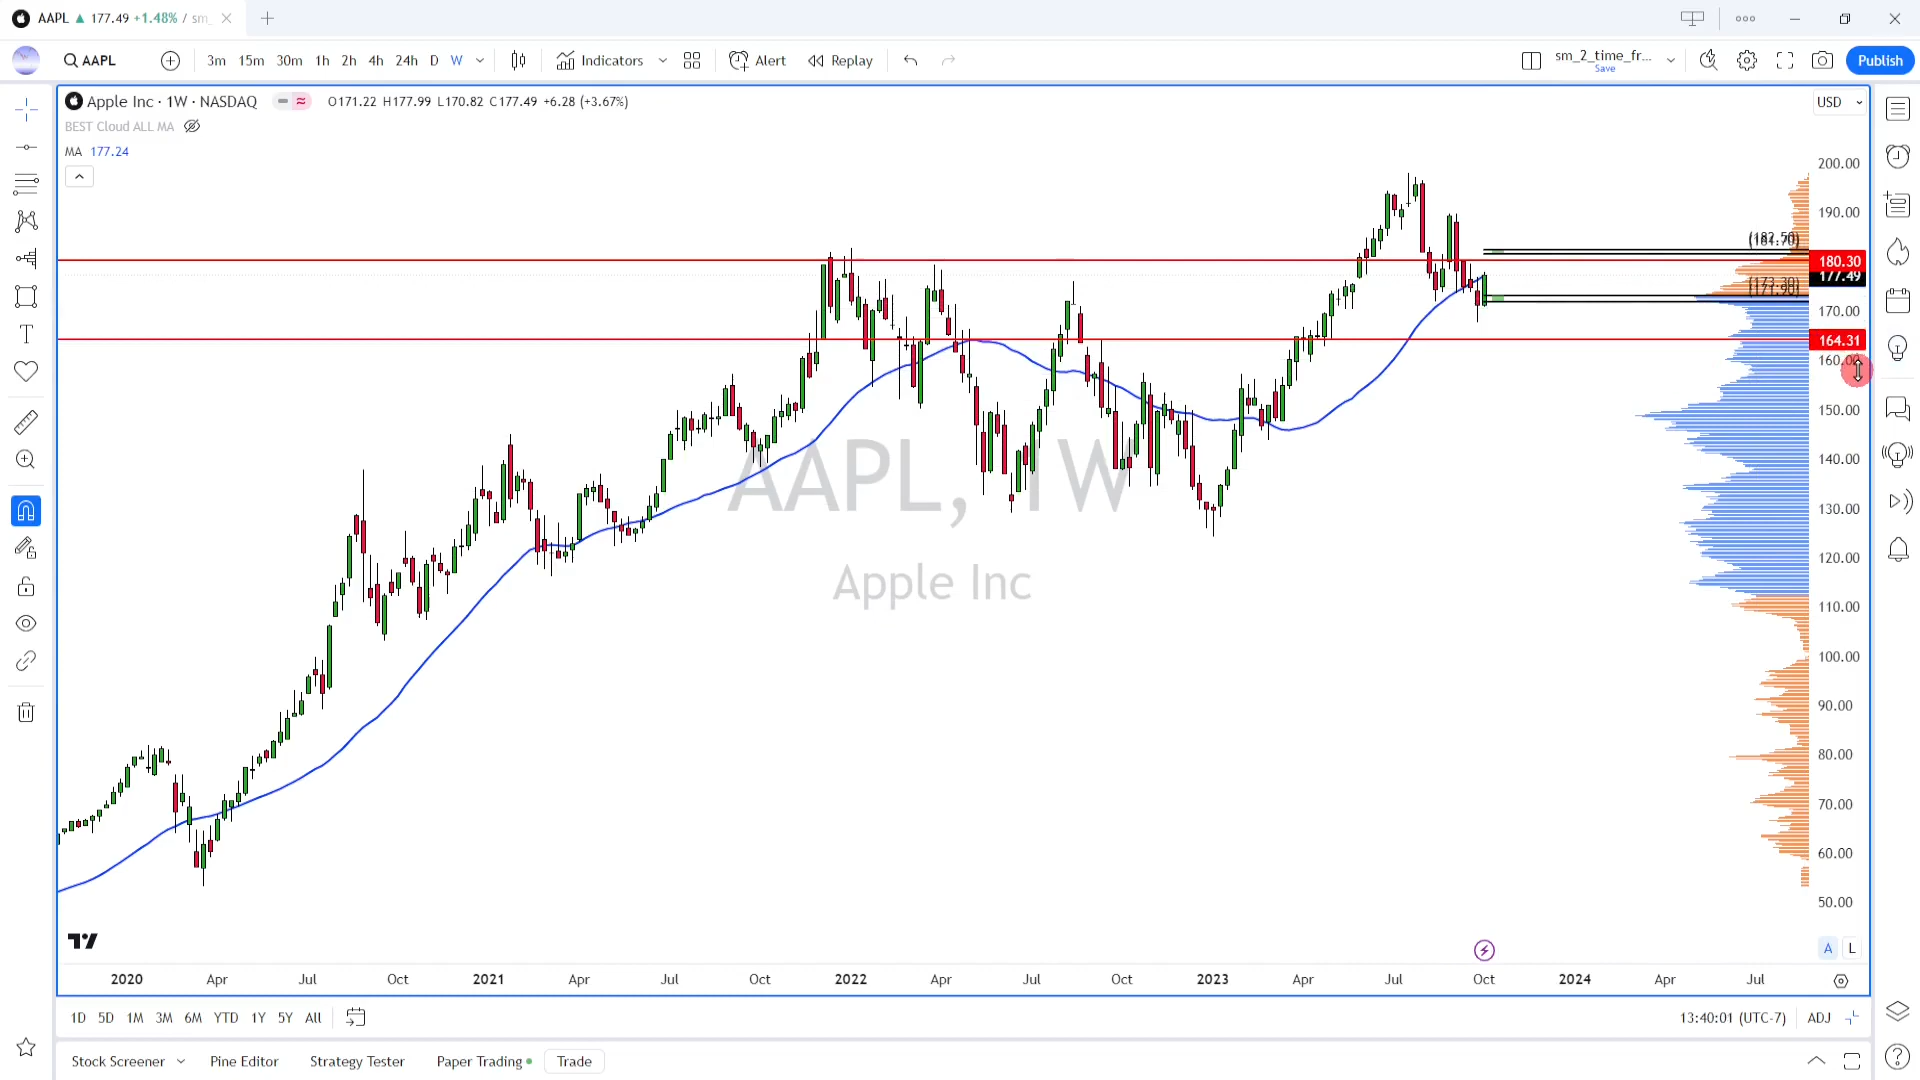 AAPL ▲ 177.49 +1.48% / sm_
AAPL 3m 15m 30m 1h 2h 4h 24h D W Indicators Alert Replay sm_2_time_fr... Save Publish
Apple Inc · 1W · NASDAQ O171.22 H177.99 L170.82 C177.49 +6.28 (+3.67%) USD
BEST Cloud ALL MA
MA 177.24
200.00
190.00
(182.50)
180.30
177.49
170.00
164.31
160.00
150.00
140.00
130.00
120.00
110.00
100.00
90.00
80.00
70.00
60.00
50.00
AAPL, 1W
Apple Inc
A L
2020 Apr Jul Oct 2021 Apr Jul Oct 2022 Apr Jul Oct 2023 Apr Jul Oct 2024 Apr Jul
1D 5D 1M 3M 6M YTD 1Y 5Y All 13:40:01 (UTC-7) ADJ
Stock Screener Pine Editor Strategy Tester Paper Trading Trade